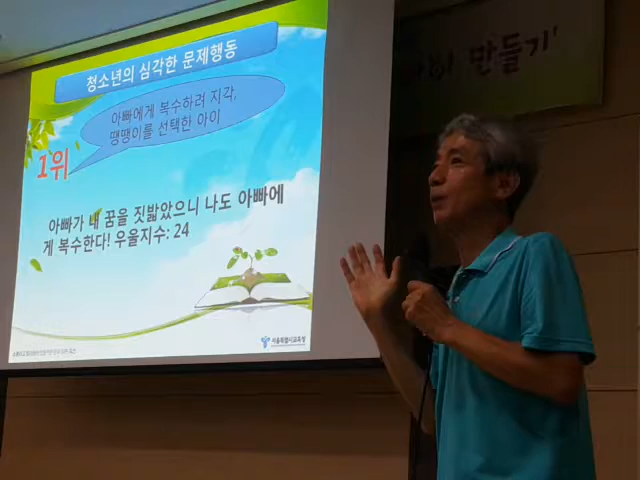 만들기'
청소년의 심각한 문제행동
아빠에게 복수하려 지각,
땡땡이를 선택한 아이
1위
아빠가 내 꿈을 짓밟았으니 나도 아빠에
게 복수한다! 우울지수: 24
서울특별시교육청